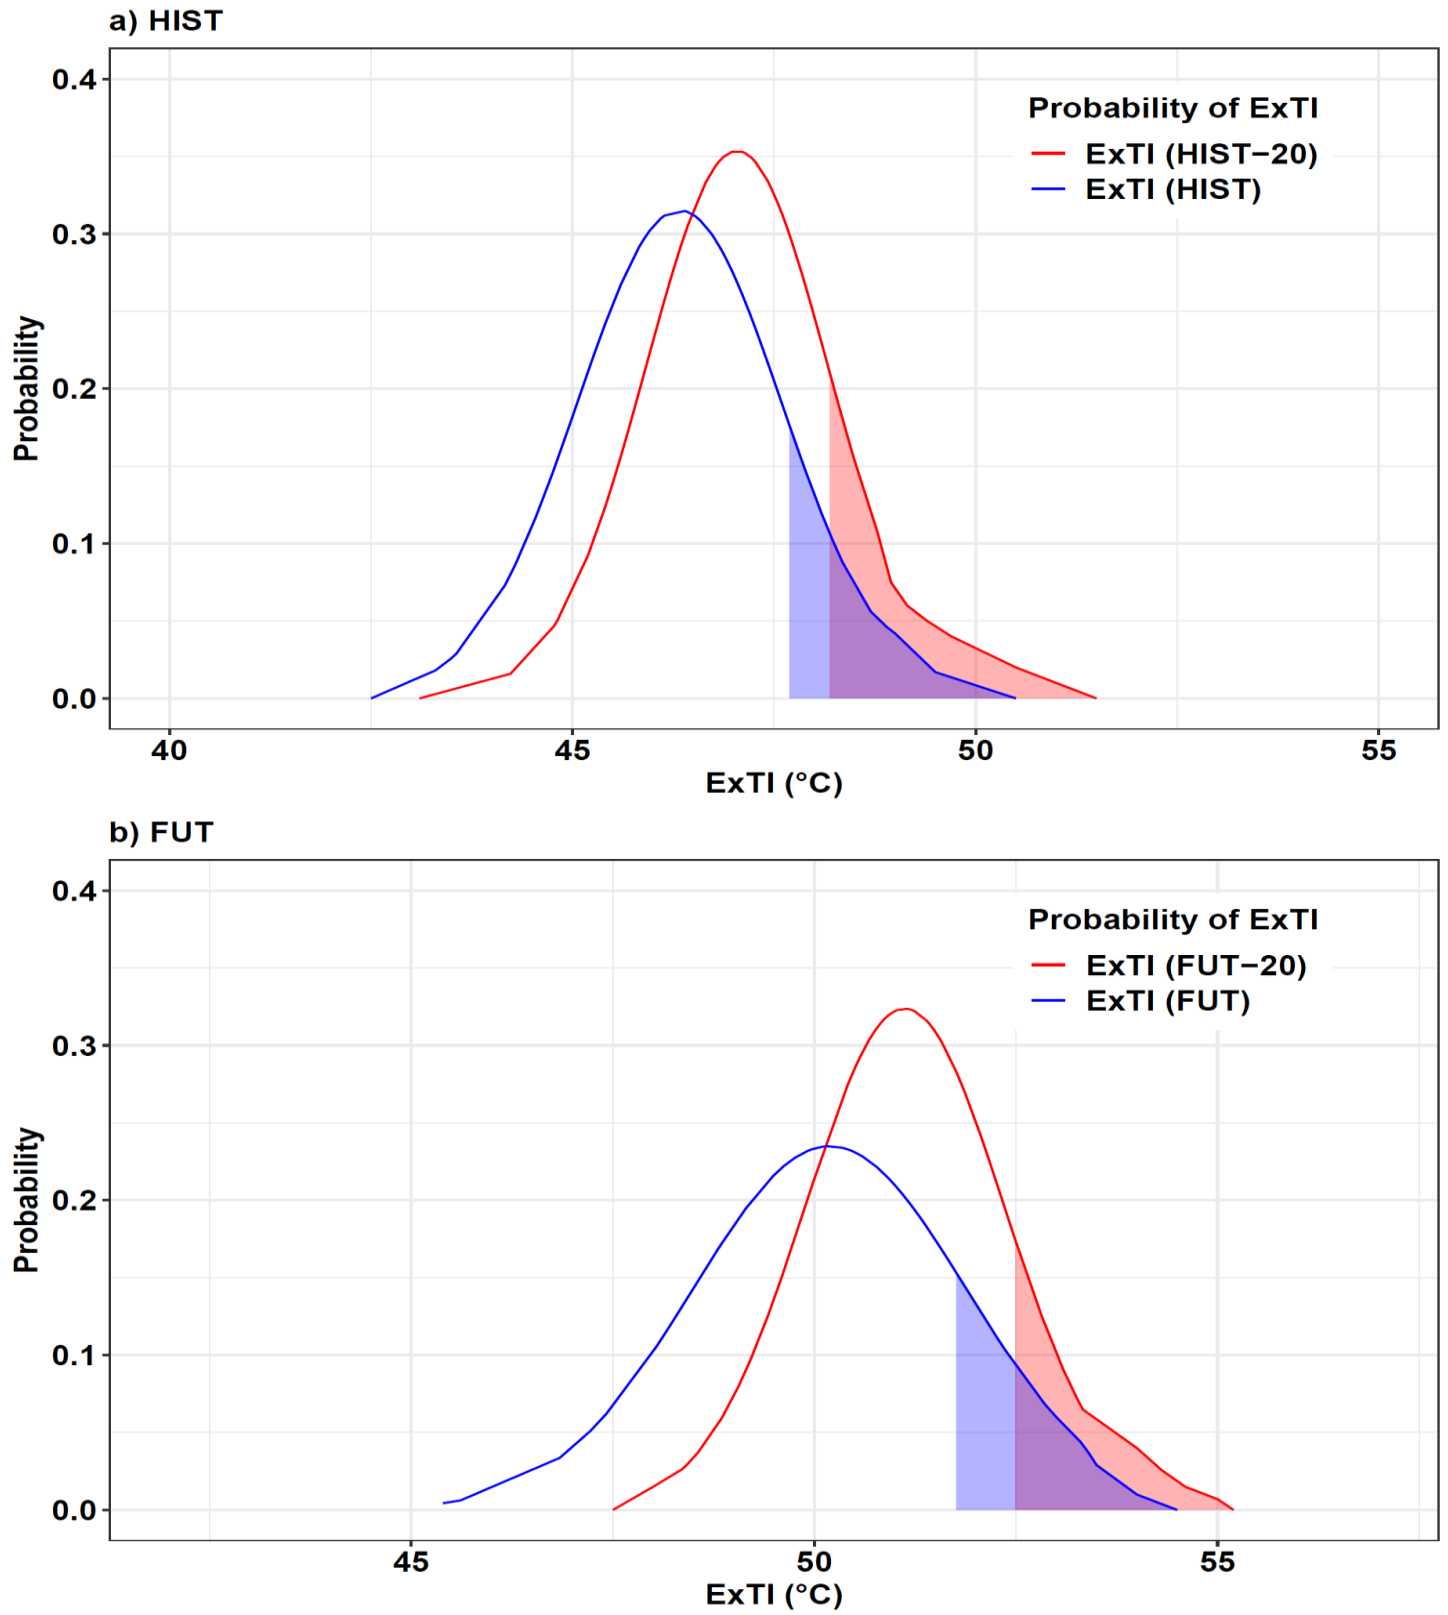 a) HIST
0.4
0.3
0.2
0.1
0.0
Probability
Probability of ExTI
ExTI (HIST−20)
ExTI (HIST)
40 45 50 55
ExTI (°C)
b) FUT
0.4
0.3
0.2
0.1
0.0
Probability
Probability of ExTI
ExTI (FUT−20)
ExTI (FUT)
45 50 55
ExTI (°C)